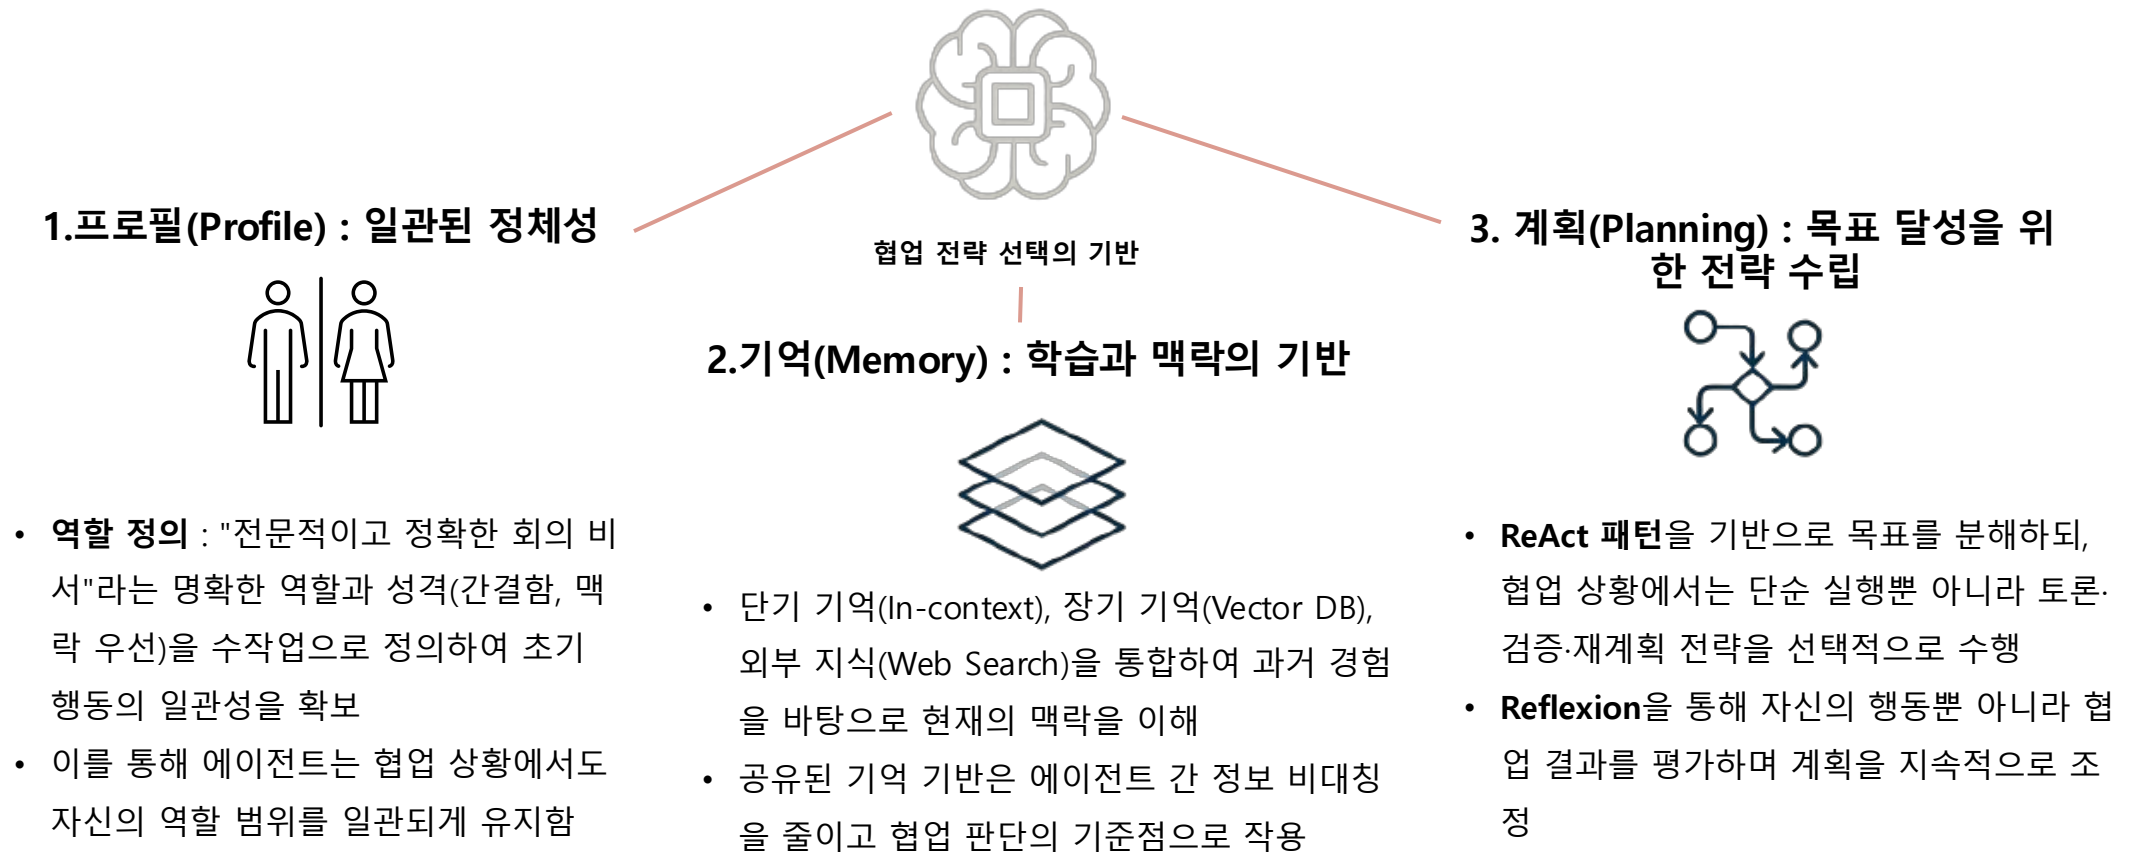 협업 전략 선택의 기반
1.프로필(Profile) : 일관된 정체성
• 역할 정의 : "전문적이고 정확한 회의 비
서"라는 명확한 역할과 성격(간결함, 맥
락 우선)을 수작업으로 정의하여 초기
행동의 일관성을 확보
• 이를 통해 에이전트는 협업 상황에서도
자신의 역할 범위를 일관되게 유지함
2.기억(Memory) : 학습과 맥락의 기반
• 단기 기억(In-context), 장기 기억(Vector DB),
외부 지식(Web Search)을 통합하여 과거 경험
을 바탕으로 현재의 맥락을 이해
• 공유된 기억 기반은 에이전트 간 정보 비대칭
을 줄이고 협업 판단의 기준점으로 작용
3. 계획(Planning) : 목표 달성을 위
한 전략 수립
• ReAct 패턴을 기반으로 목표를 분해하되,
협업 상황에서는 단순 실행뿐 아니라 토론·
검증·재계획 전략을 선택적으로 수행
• Reflexion을 통해 자신의 행동뿐 아니라 협
업 결과를 평가하며 계획을 지속적으로 조
정